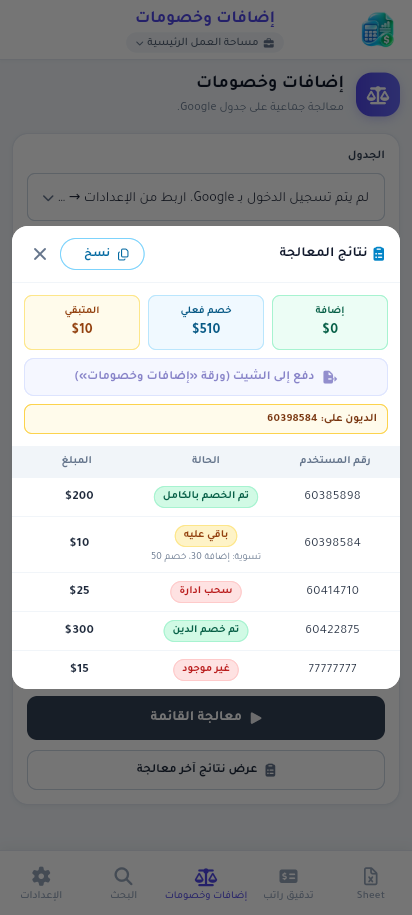 إضافات وخصومات
مساحة العمل الرئيسية
إضافات وخصومات
معالجة جماعية على جدول Google.
الجدول
لم يتم تسجيل الدخول بـ Google. اربط من الإعدادات → ...
نتائج المعالجة
نسخ
إضافة
$0
خصم فعلي
$510
المتبقي
$10
دفع إلى الشيت (ورقة «إضافات وخصومات»)
الديون على: 60398584
رقم المستخدم الحالة المبلغ
60385898 تم الخصم بالكامل $200
60398584 باقي عليه $10
تسوية: إضافة 30، خصم 50
60414710 سحب ادارة $25
60422875 تم خصم الدين $300
77777777 غير موجود $15
معالجة القائمة
عرض نتائج آخر معالجة
Sheet
تدقيق راتب
إضافات وخصومات
البحث
الإعدادات